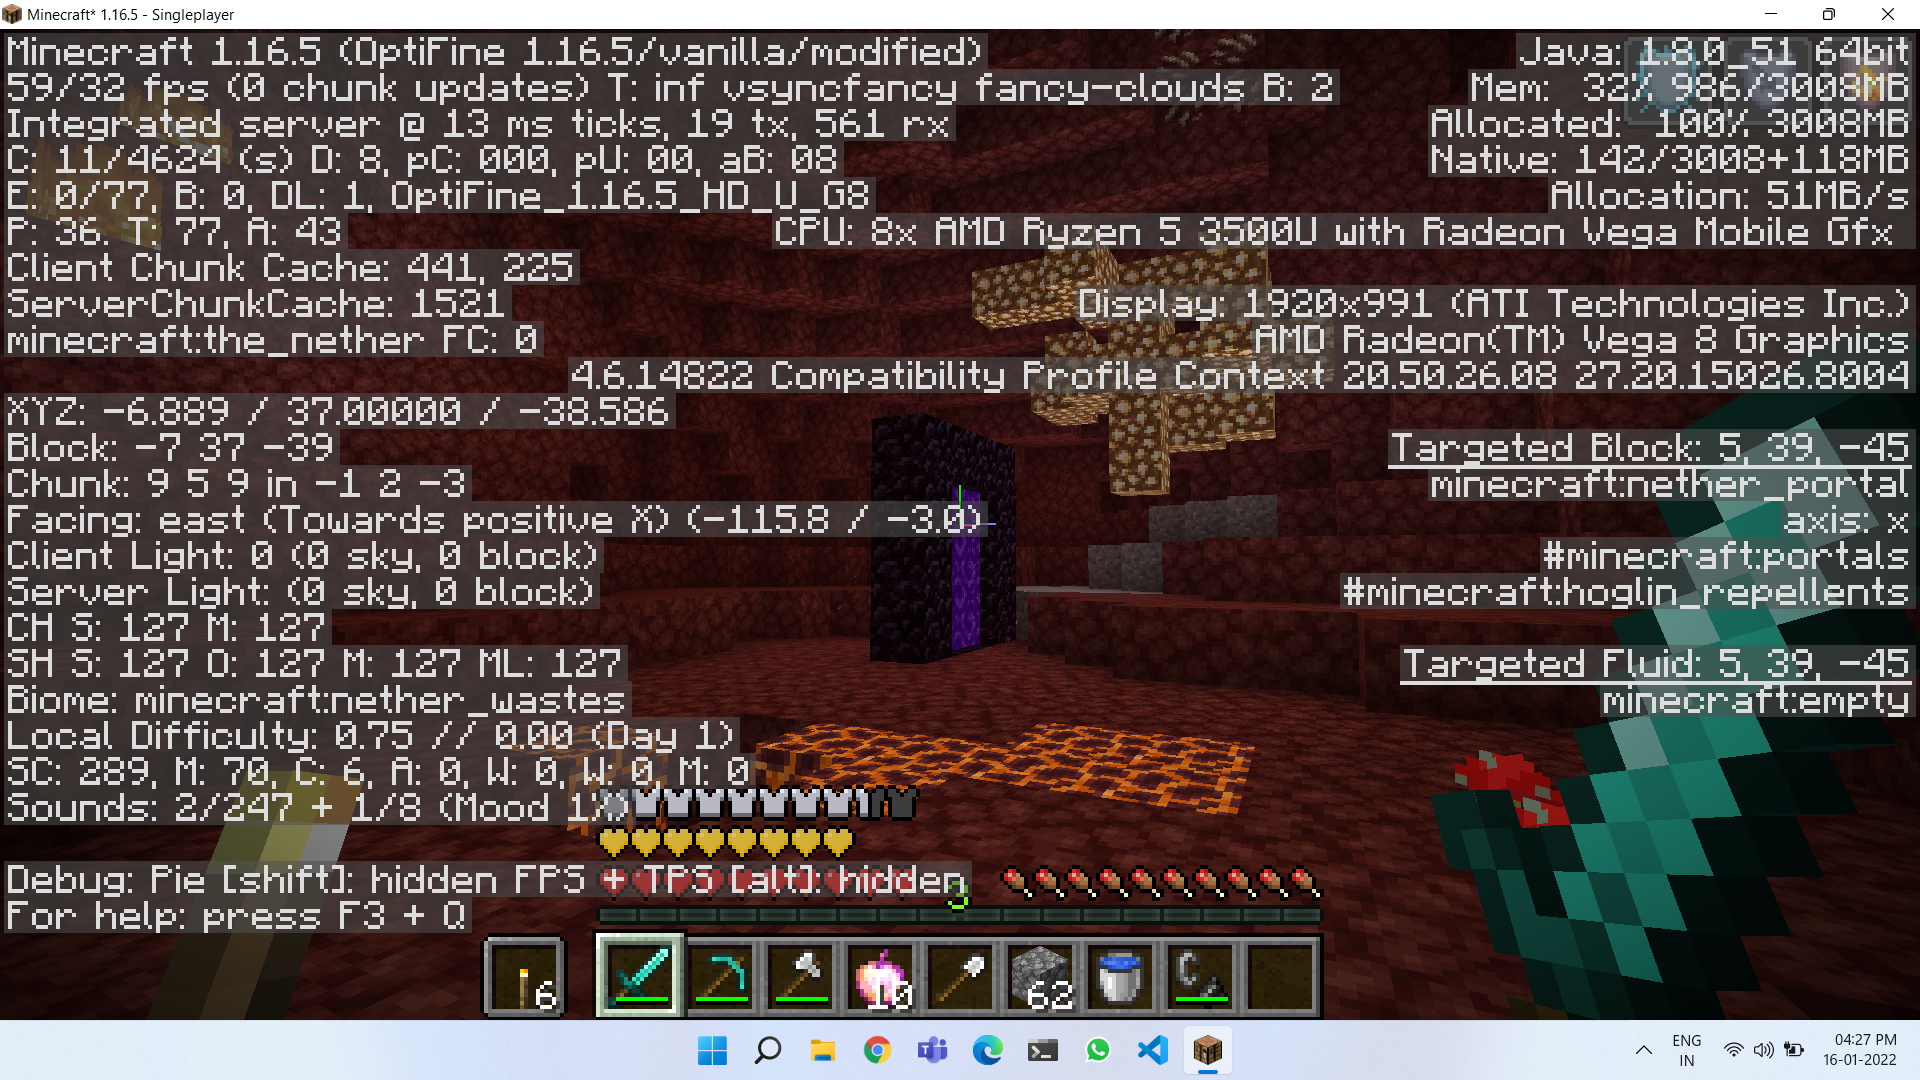 Minecraft* 1.16.5 - Singleplayer
Minecraft 1.16.5 (OptiFine 1.16.5/vanilla/modified)
59/32 fps (0 chunk updates) T: inf vsyncfancy fancy-clouds B: 2
Integrated server @ 13 ms ticks, 19 tx, 561 rx
C: 11/4624 (s) D: 8, pC: 000, pU: 00, aB: 08
E: 0/77, B: 0, DL: 1, OptiFine_1.16.5_HD_U_G8
P: 36. T: 77, A: 43
Client Chunk Cache: 441, 225
ServerChunkCache: 1521
minecraft:the_nether FC: 0
XYZ: -6.889 / 37.00000 / -38.586
Block: -7 37 -39
Chunk: 9 5 9 in -1 2 -3
Facing: east (Towards positive X) (-115.8 / -3.0)
Client Light: 0 (0 sky, 0 block)
Server Light: (0 sky, 0 block)
CH S: 127 M: 127
SH S: 127 O: 127 M: 127 ML: 127
Biome: minecraft:nether_wastes
Local Difficulty: 0.75 // 0.00 (Day 1)
SC: 289, M: 70, C: 6, A: 0, W: 0, W: 0, M: 0
Sounds: 2/247 + 1/8 (Mood 1%)
Debug: Pie [shift]: hidden FPS + TPS [alt]: hidden
For help: press F3 + Q
Java: 1.8.0_51 64bit
Mem: 32% 986/3008MB
Allocated: 100% 3008MB
Native: 142/3008+118MB
Allocation: 51MB/s
CPU: 8x AMD Ryzen 5 3500U with Radeon Vega Mobile Gfx
Display: 1920x991 (ATI Technologies Inc.)
AMD Radeon(TM) Vega 8 Graphics
4.6.14822 Compatibility Profile Context 20.50.26.08 27.20.15026.8004
Targeted Block: 5, 39, -45
minecraft:nether_portal
axis: x
#minecraft:portals
#minecraft:hoglin_repellents
Targeted Fluid: 5, 39, -45
minecraft:empty
3
6
10
62
ENG
IN
04:27 PM
16-01-2022